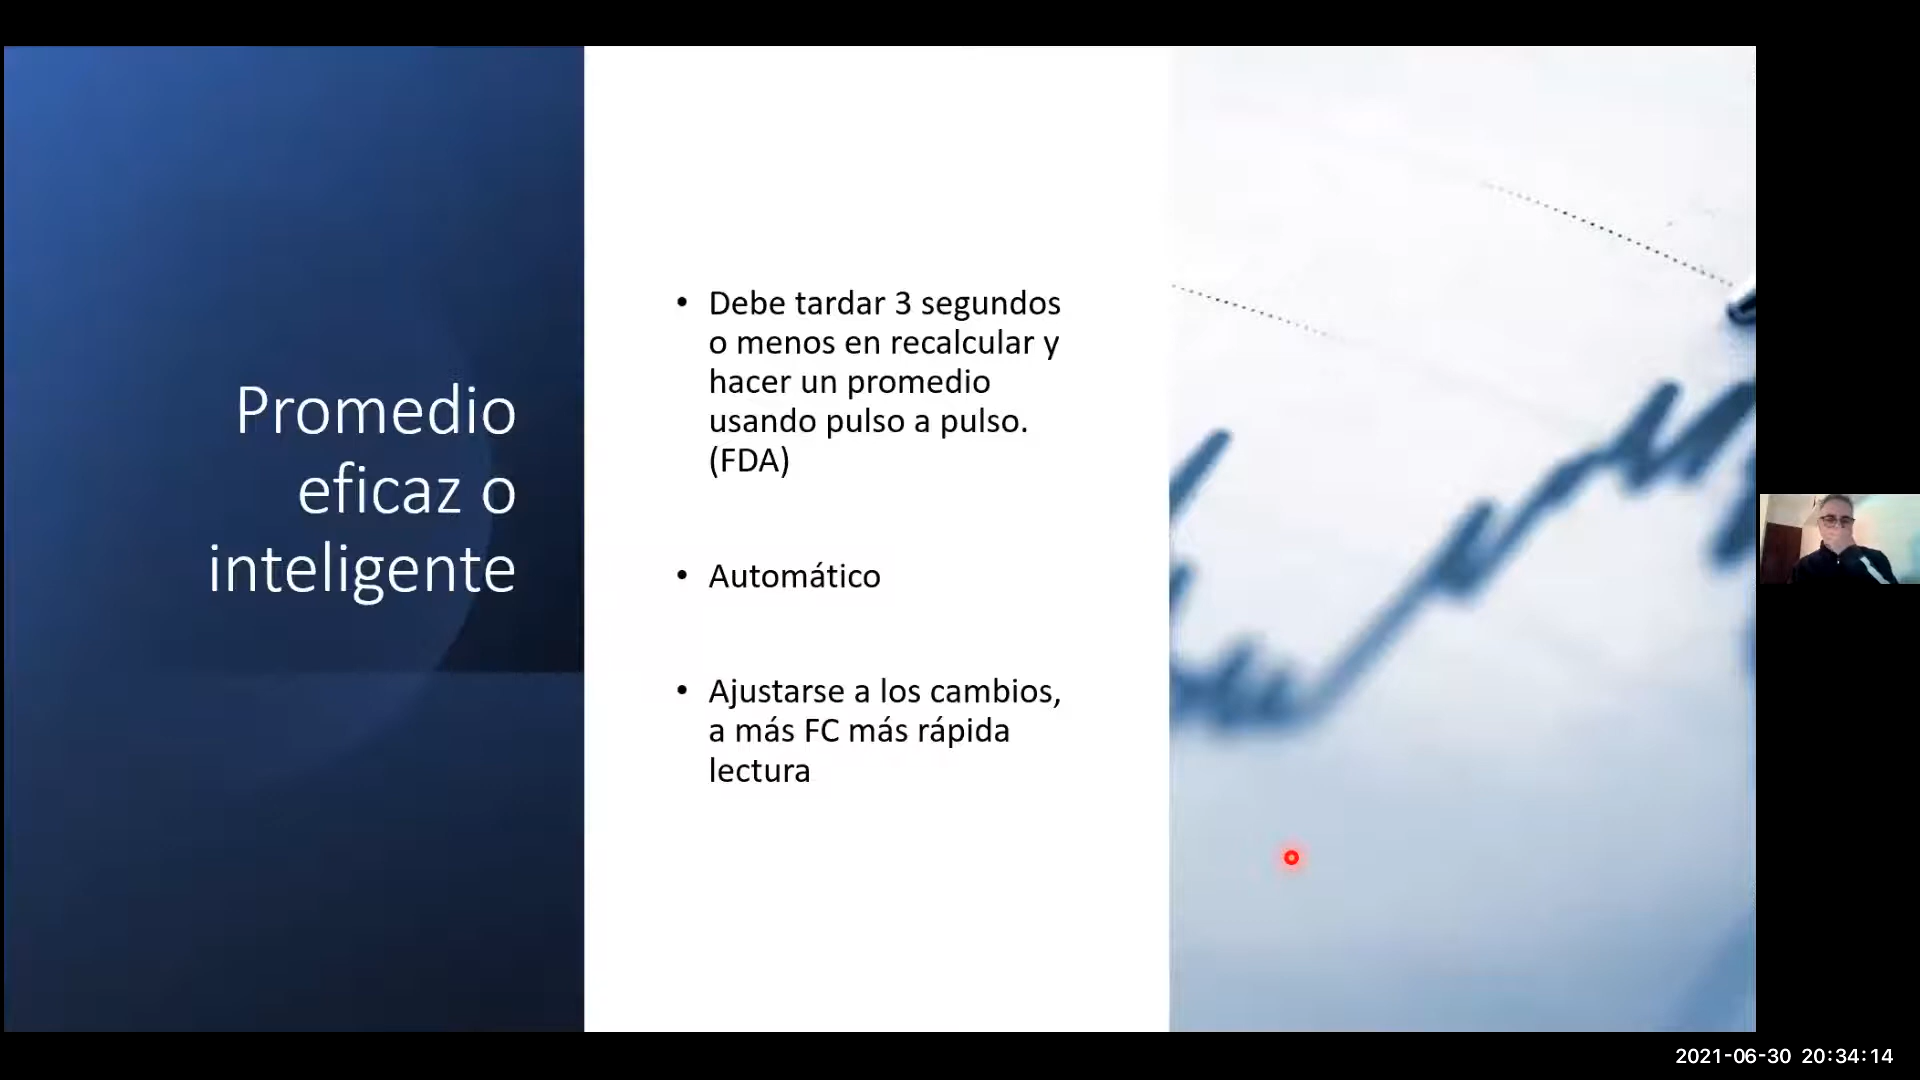 Promedio
eficaz o
inteligente
• Debe tardar 3 segundos
o menos en recalcular y
hacer un promedio
usando pulso a pulso.
(FDA)
• Automático
• Ajustarse a los cambios,
a más FC más rápida
lectura
2021-06-30 20:34:14